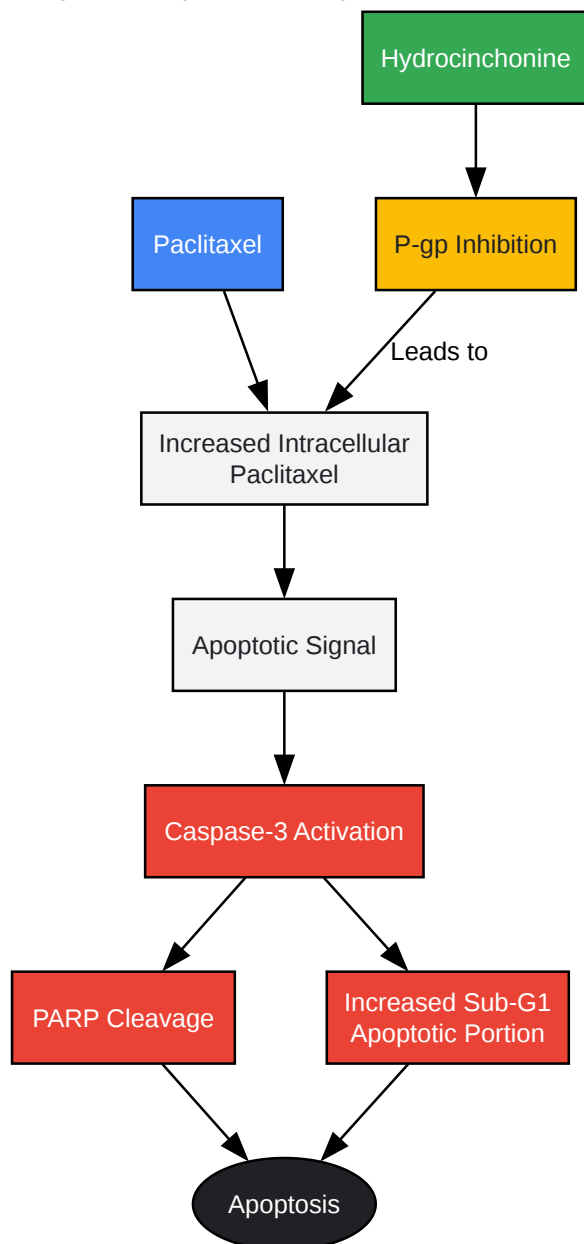 Hydrocinchonine
Paclitaxel
P-gp Inhibition
Leads to
Increased Intracellular
Paclitaxel
Apoptotic Signal
Caspase-3 Activation
PARP Cleavage
Increased Sub-G1
Apoptotic Portion
Apoptosis